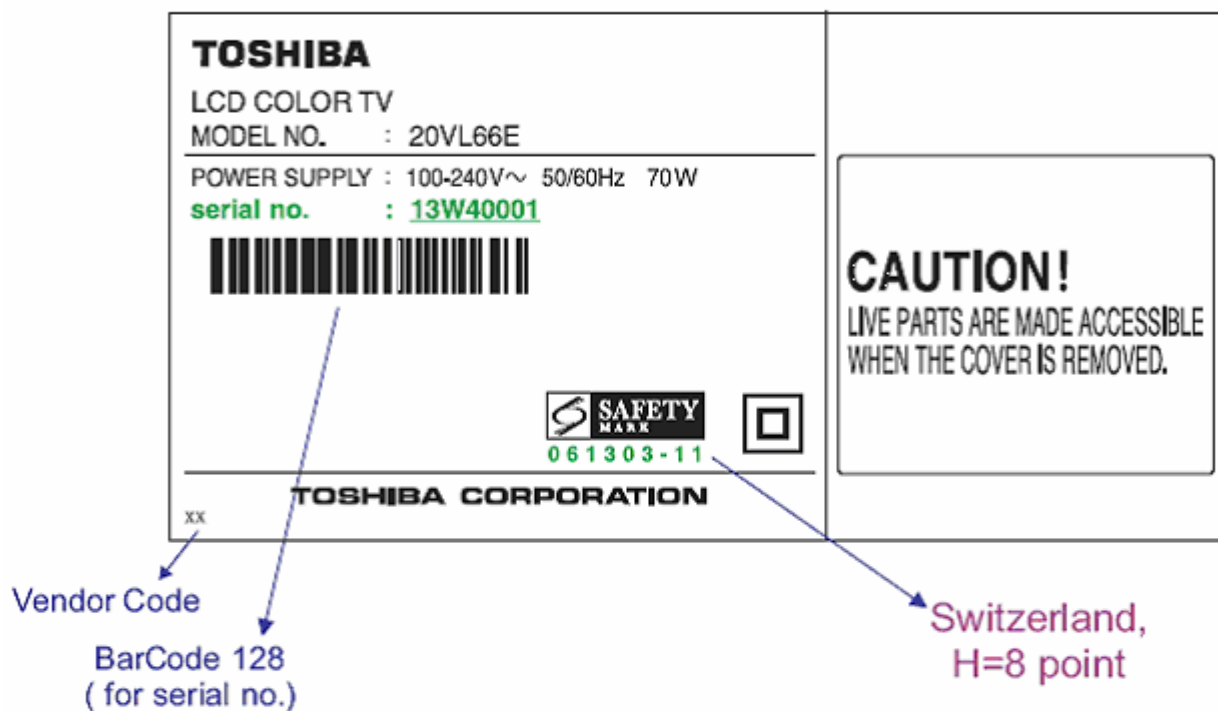 TOSHIBA
LCD COLOR TV
MODEL NO. : 20VL66E
POWER SUPPLY : 100-240V~ 50/60Hz 70W
serial no. : 13W40001
SAFETY
MARK
061303-11
TOSHIBA CORPORATION
xx
CAUTION!
LIVE PARTS ARE MADE ACCESSIBLE
WHEN THE COVER IS REMOVED.
Vendor Code
BarCode 128
( for serial no.)
Switzerland,
H=8 point